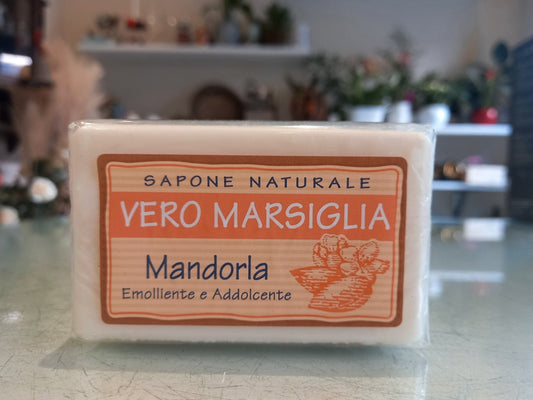 SAPONE NATURALE
VERO MARSIGLIA
Mandorla
Emolliente e Addolcente